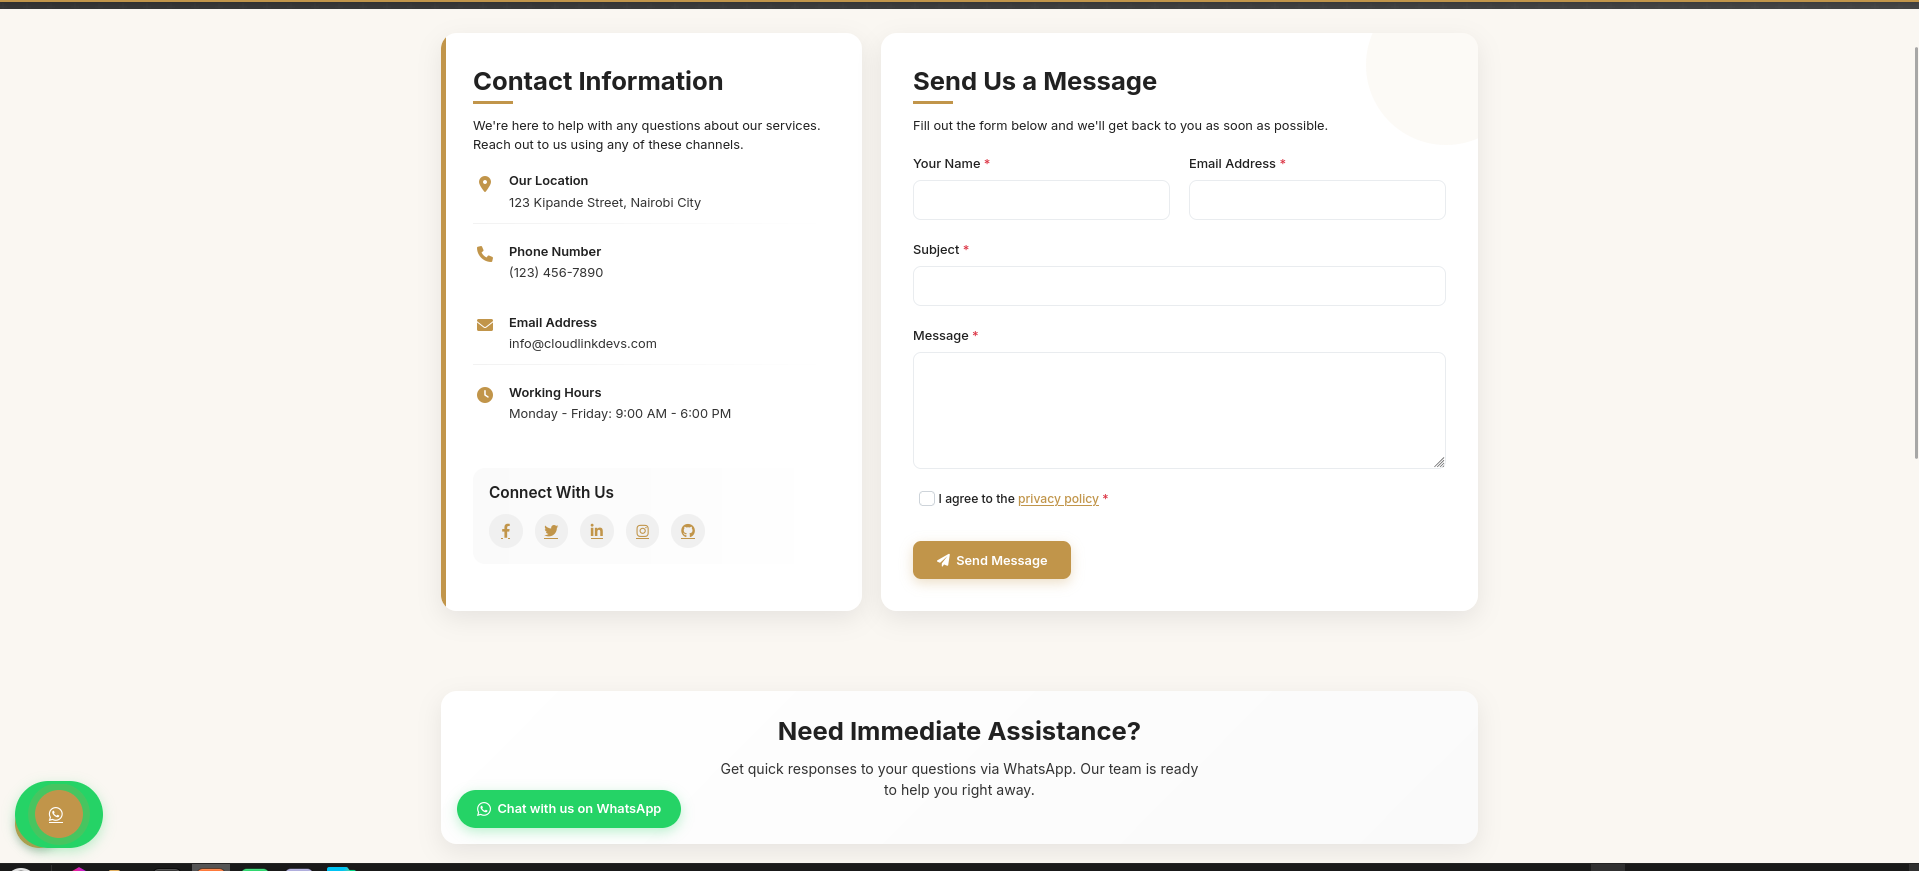 Contact Information
We're here to help with any questions about our services.
Reach out to us using any of these channels.
Our Location
123 Kipande Street, Nairobi City
Phone Number
(123) 456-7890
Email Address
info@cloudlinkdevs.com
Working Hours
Monday - Friday: 9:00 AM - 6:00 PM
Connect With Us
Send Us a Message
Fill out the form below and we'll get back to you as soon as possible.
Your Name *
Email Address *
Subject *
Message *
I agree to the privacy policy *
Send Message
Need Immediate Assistance?
Get quick responses to your questions via WhatsApp. Our team is ready
to help you right away.
Chat with us on WhatsApp